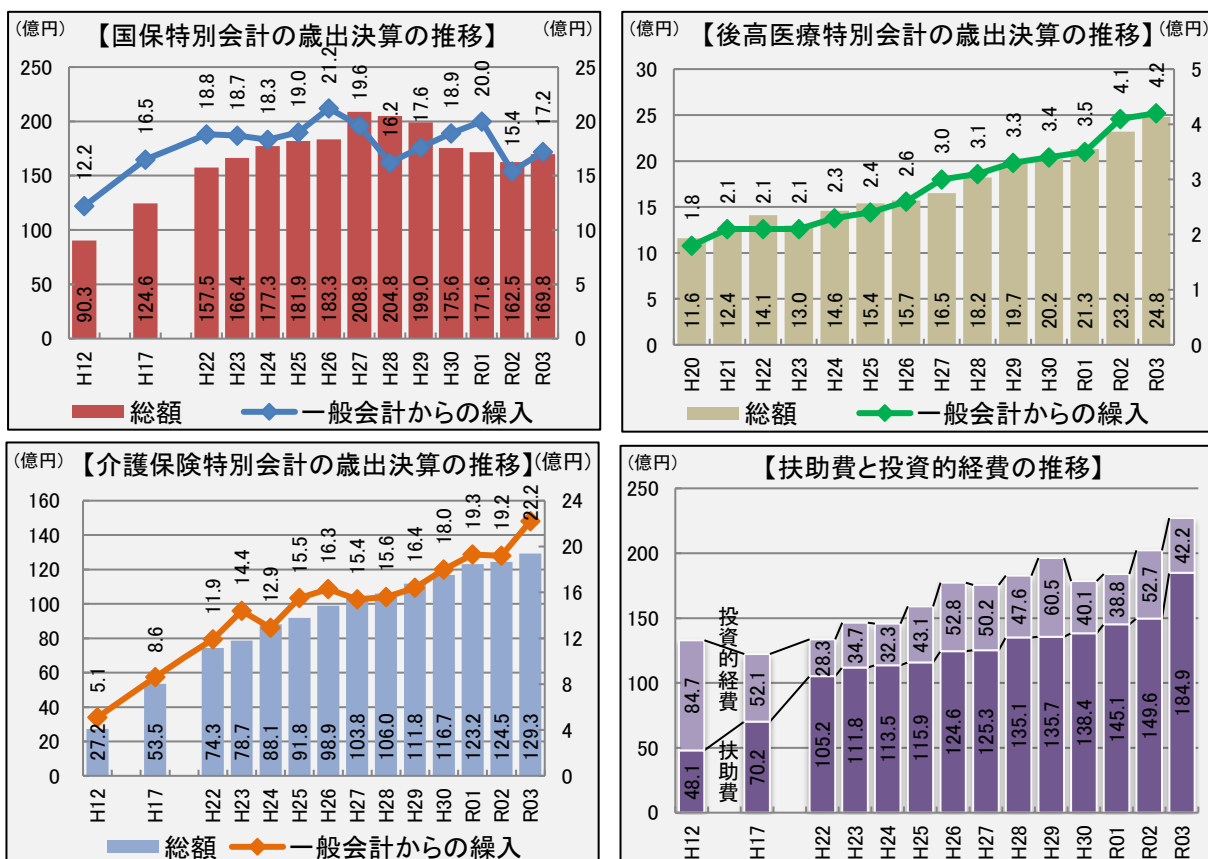 (億円) 【国保特別会計の歳出決算の推移】 (億円)
250 25
200 20
150 15
100 10
50 5
0 0
12.2 16.5 18.8 18.7 18.3 19.0 21.2 19.6 16.2 17.6 18.9 20.0 15.4 17.2
90.3 124.6 157.5 166.4 177.3 181.9 183.3 208.9 204.8 199.0 175.6 171.6 162.5 169.8
H12 H17 H22 H23 H24 H25 H26 H27 H28 H29 H30 R01 R02 R03
総額 一般会計からの繰入
【後高医療特別会計の歳出決算の推移】 (億円)
(億円)
30 5
25 4
20 3
15 2
10 1
5 0
0
1.8 2.1 2.1 2.1 2.3 2.4 2.6 3.0 3.1 3.3 3.4 3.5 4.1 4.2
11.6 12.4 14.1 13.0 14.6 15.4 15.7 16.5 18.2 19.7 20.2 21.3 23.2 24.8
H20 H21 H22 H23 H24 H25 H26 H27 H28 H29 H30 R01 R02 R03
総額 一般会計からの繰入
(億円) 【介護保険特別会計の歳出決算の推移】 (億円)
160 24
140 20
120 16
100 12
80 8
60 4
40 0
20
0
5.1 8.6 11.9 14.4 12.9 15.5 16.3 15.4 15.6 16.4 18.0 19.3 19.2 22.2
27.2 53.5 74.3 78.7 88.1 91.8 98.9 103.8 106.0 111.8 116.7 123.2 124.5 129.3
H12 H17 H22 H23 H24 H25 H26 H27 H28 H29 H30 R01 R02 R03
総額 一般会計からの繰入
(億円) 【扶助費と投資的経費の推移】
250
200
150
100
50
0
投資的経費
84.7 52.1 28.3 34.7 32.3 43.1 52.8 50.2 47.6 60.5 40.1 38.8 52.7 42.2
扶助費
48.1 70.2 105.2 111.8 113.5 115.9 124.6 125.3 135.1 135.7 138.4 145.1 149.6 184.9
H12 H17 H22 H23 H24 H25 H26 H27 H28 H29 H30 R01 R02 R03